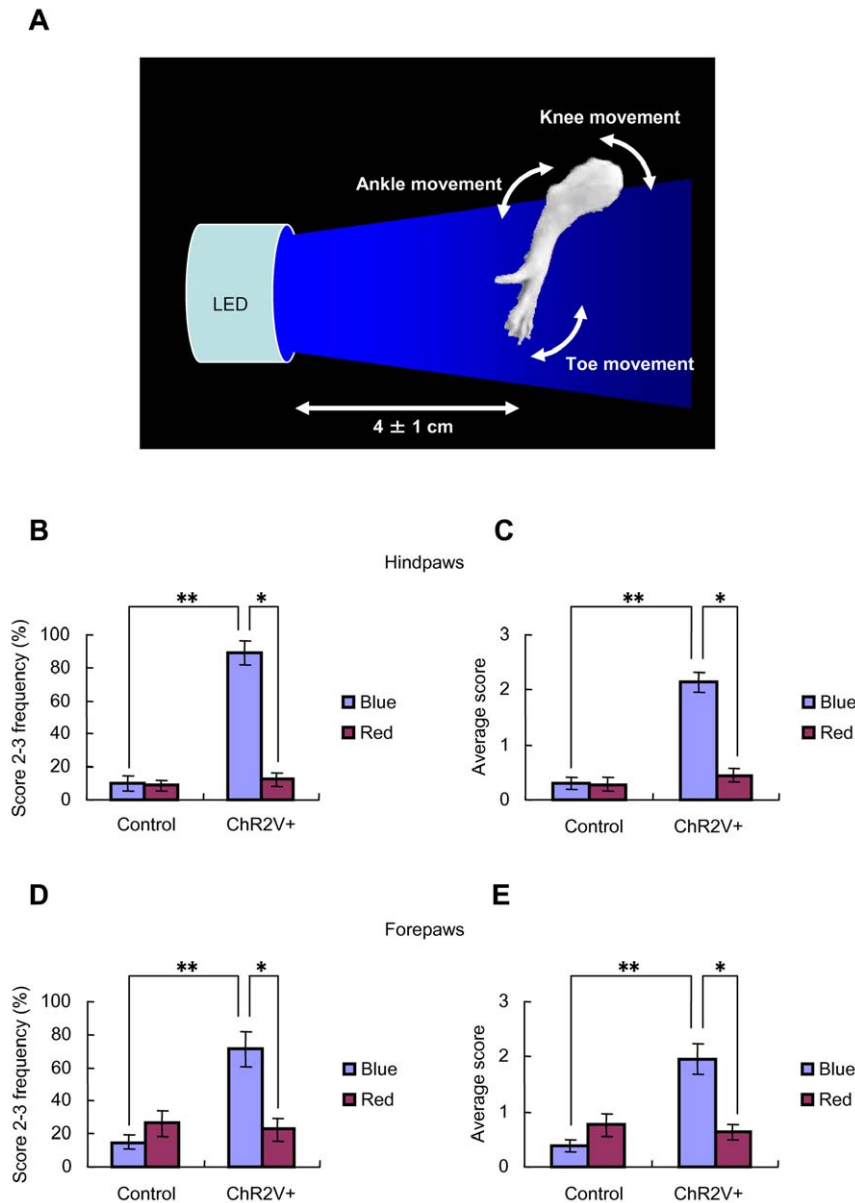 A
Knee movement
Ankle movement
LED
Toe movement
4 ± 1 cm
B
C
Hindpaws
** *
** *
Score 2-3 frequency (%)
100
80
60
40
20
0
Control ChR2V+
Blue
Red
Average score
3
2
1
0
Control ChR2V+
Blue
Red
D
E
Forepaws
** *
** *
Score 2-3 frequency (%)
100
80
60
40
20
0
Control ChR2V+
Blue
Red
Average score
3
2
1
0
Control ChR2V+
Blue
Red